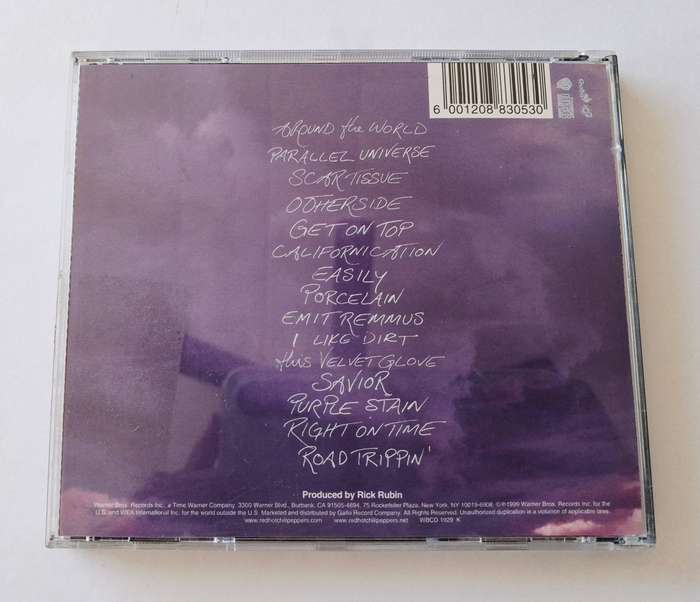 6 001208 830530
AROUND the WORLD
PARALLEL UNIVERSE
SCAR TISSUE
OTHERSIDE
GET ON TOP
CALIFORNICATION
EASILY
PORCELAIN
EMIT REMMUS
I LIKE DIRT
this VELVET GLOVE
SAVIOR
PURPLE STAIN
RIGHT ON TIME
ROAD TRIPPIN'
Produced by Rick Rubin
Warner Bros. Records Inc., a Time Warner Company. 3300 Warner Blvd., Burbank, CA 91505-4694, 75 Rockefeller Plaza, New York, NY 10019-6908. ©℗1999 Warner Bros. Records Inc. for the
U.S. and WEA International Inc. for the world outside the U.S. Marketed and distributed by Gallo Record Company. All Rights Reserved. Unauthorized duplication is a violation of applicable laws.
www.redhotchilipeppers.com www.redhotchilipeppers.net WBCD 1929 K